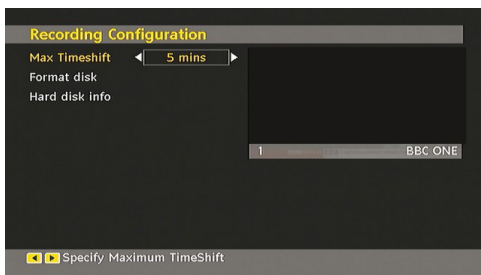 Recording Configuration
Max Timeshift 5 mins
Format disk
Hard disk info
1 BBC ONE
Specify Maximum TimeShift